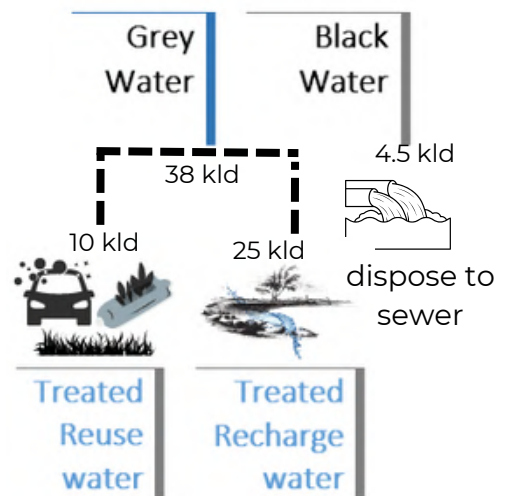 Grey
Water
Black
Water
4.5 kld
38 kld
10 kld
25 kld
dispose to
sewer
Treated
Reuse
water
Treated
Recharge
water